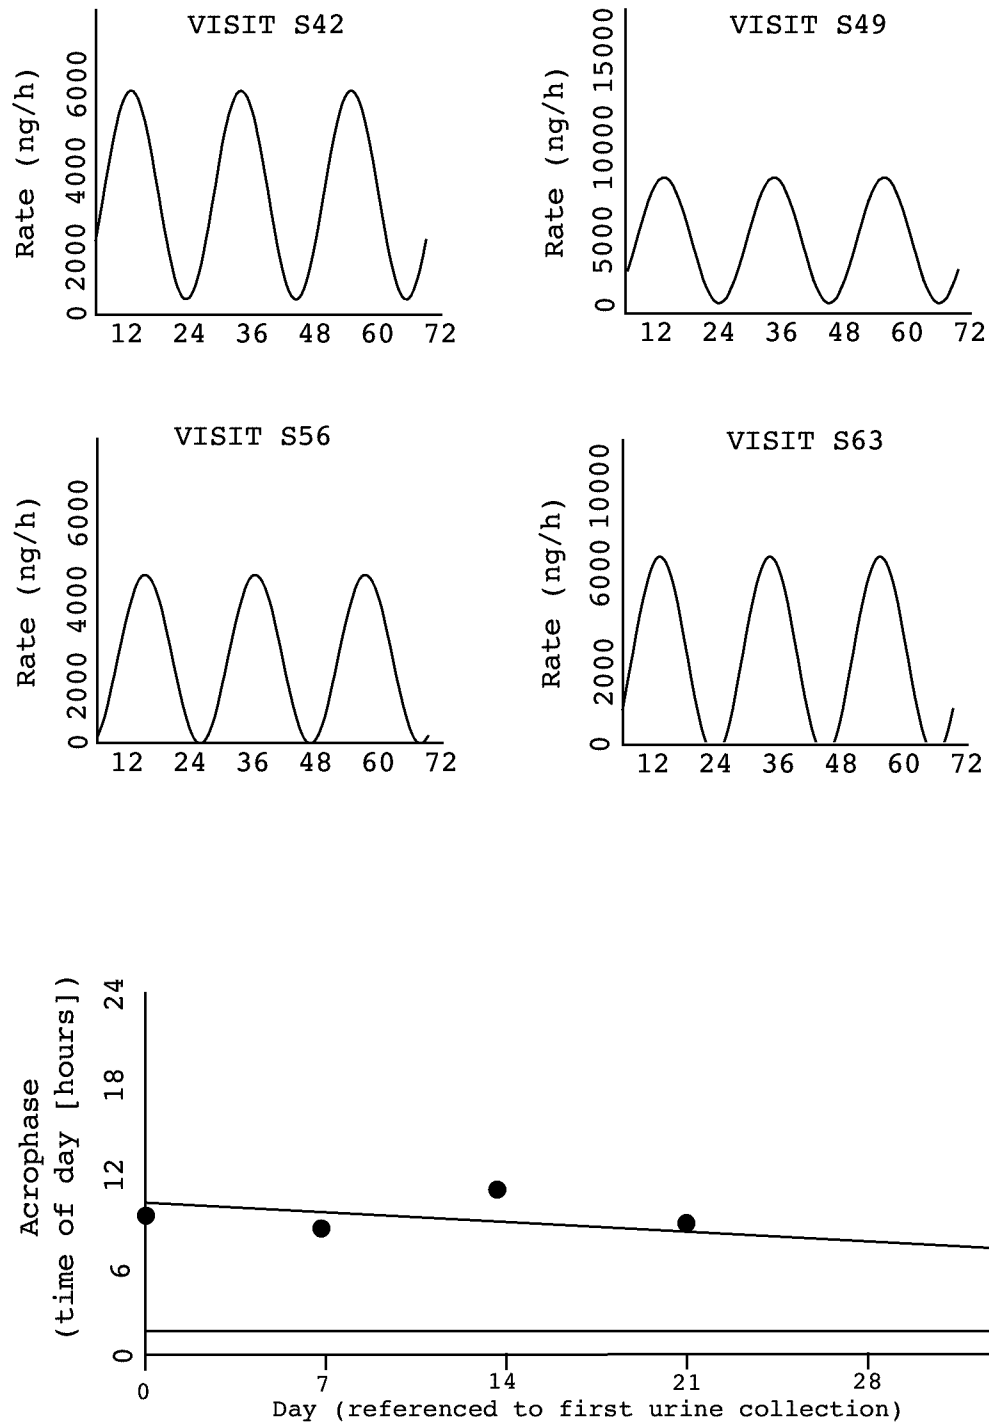 VISIT S42
Rate (ng/h)
0 2000 4000 6000
12 24 36 48 60 72
VISIT S49
Rate (ng/h)
0 5000 10000 15000
12 24 36 48 60 72
VISIT S56
Rate (ng/h)
0 2000 4000 6000
12 24 36 48 60 72
VISIT S63
Rate (ng/h)
0 2000 6000 10000
12 24 36 48 60 72
Acrophase
(time of day [hours])
0 6 12 18 24
0 7 14 21 28
Day (referenced to first urine collection)